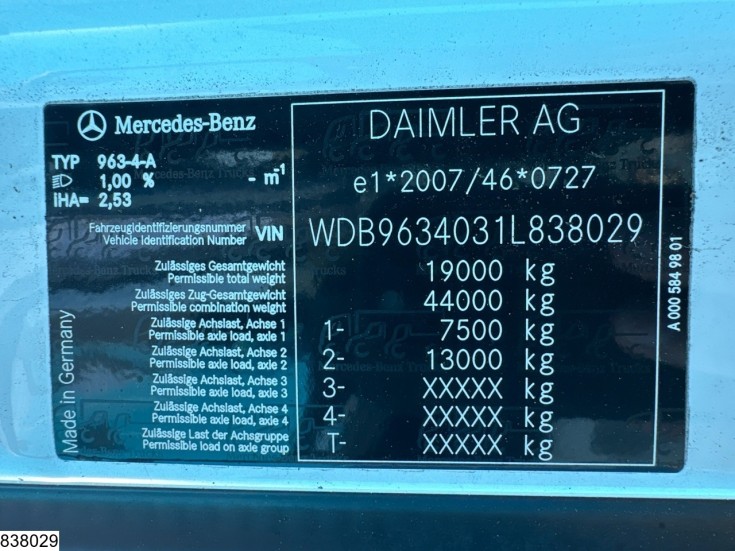 Mercedes-Benz
DAIMLER AG
TYP 963-4-A
1,00 % - m-1
IHA= 2,53
e1*2007/46*0727
Fahrzeugidentifizierungsnummer
Vehicle Identification Number VIN WDB9634031L838029
Zulässiges Gesamtgewicht
Permissible total weight 19000 kg
Zulässiges Zug-Gesamtgewicht
Permissible combination weight 44000 kg
Zulässige Achslast, Achse 1
Permissible axle load, axle 1 1- 7500 kg
Zulässige Achslast, Achse 2
Permissible axle load, axle 2 2- 13000 kg
Zulässige Achslast, Achse 3
Permissible axle load, axle 3 3- XXXXX kg
Zulässige Achslast, Achse 4
Permissible axle load, axle 4 4- XXXXX kg
Zulässige Last der Achsgruppe
Permissible load on axle group T- XXXXX kg
Made in Germany
A 000 584 98 01
838029